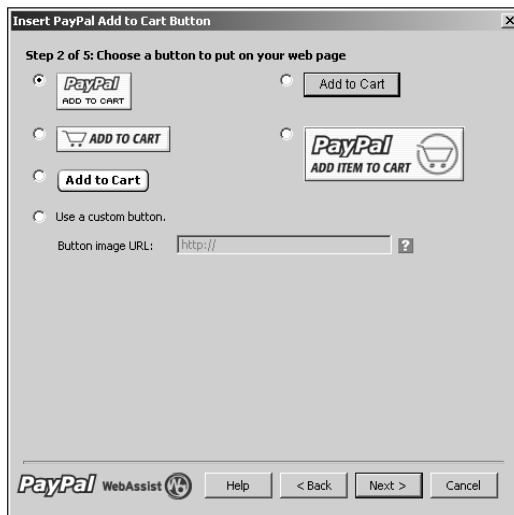 Insert PayPal Add to Cart Button
Step 2 of 5: Choose a button to put on your web page
PayPal
ADD TO CART
Add to Cart
ADD TO CART
PayPal
ADD ITEM TO CART
Add to Cart
Use a custom button.
Button image URL: http:// ?
PayPal WebAssist Help < Back Next > Cancel